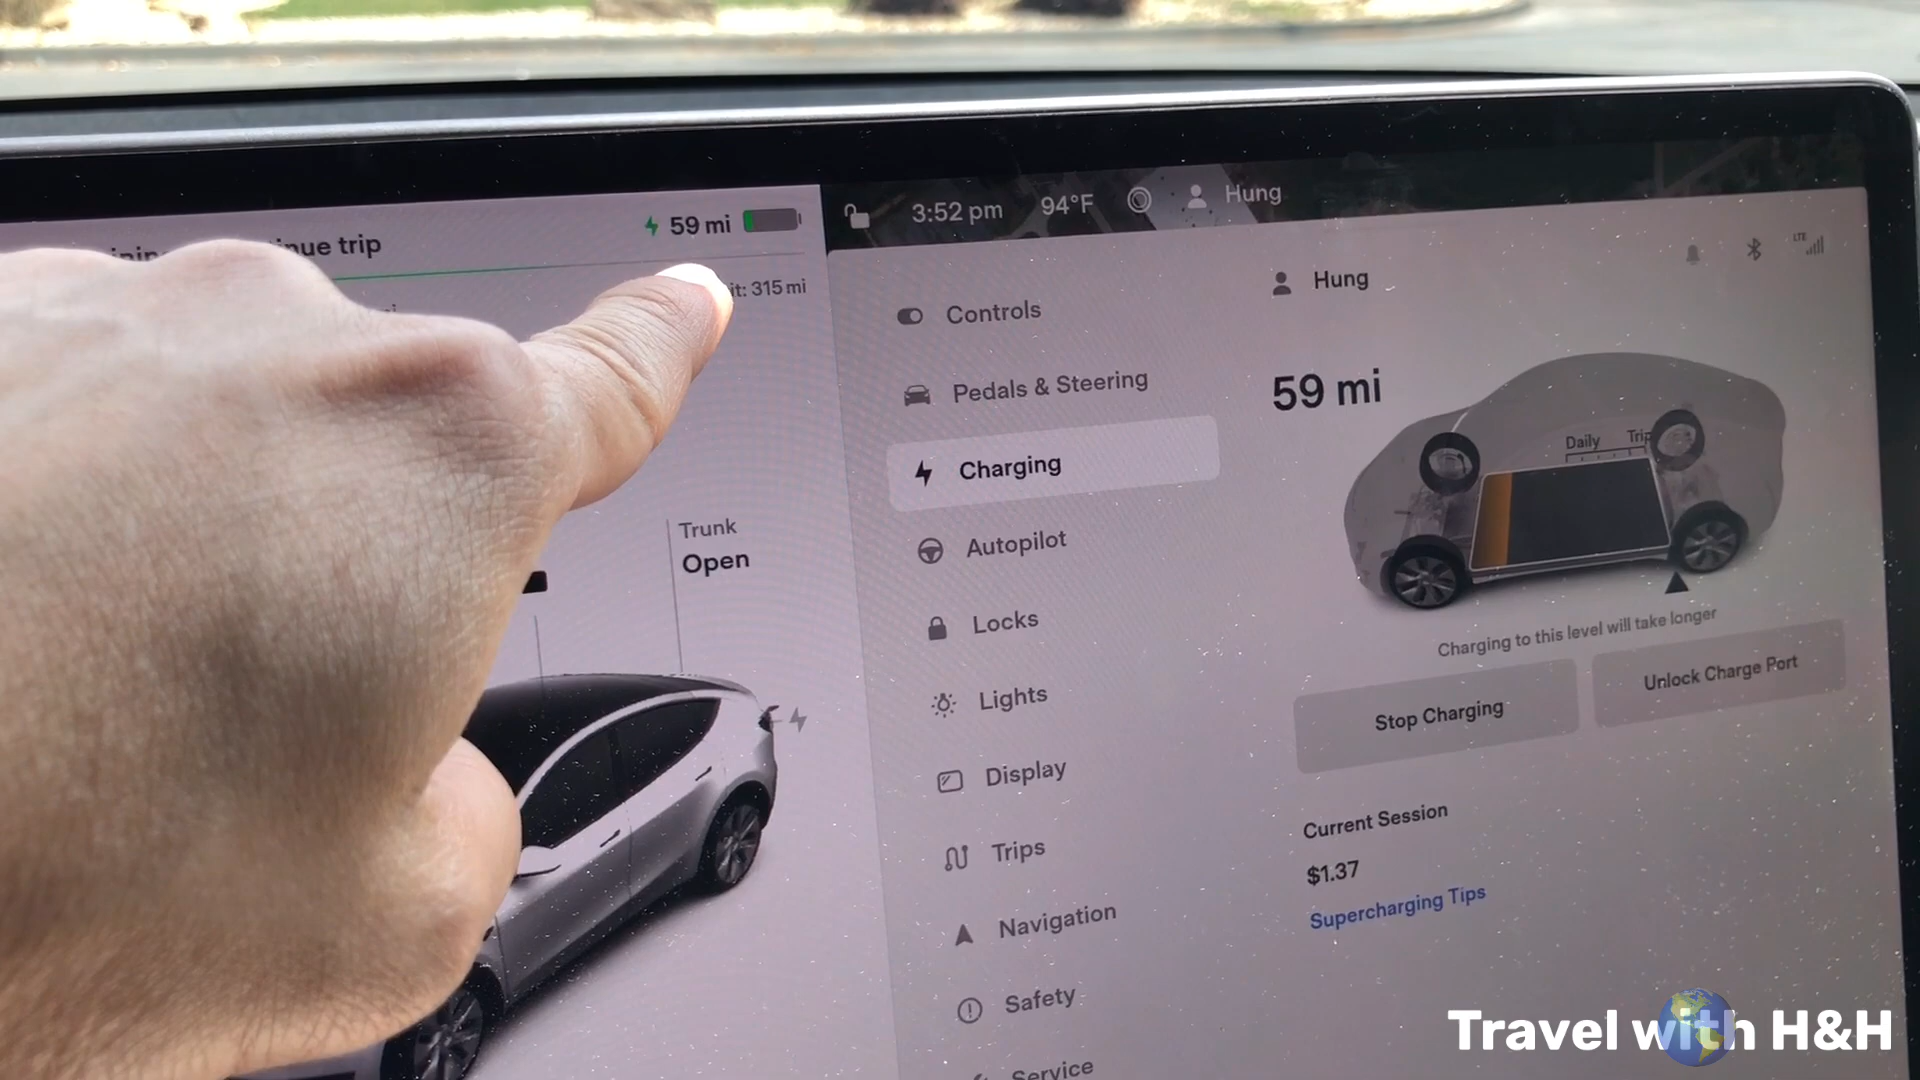 nue trip
59 mi
it: 315 mi
Trunk
Open
3:52 pm 94°F Hung
Hung
LTE
Controls
Pedals & Steering
Charging
Autopilot
Locks
Lights
Display
Trips
Navigation
Safety
Service
59 mi
Daily Trip
Charging to this level will take longer
Stop Charging
Unlock Charge Port
Current Session
$1.37
Supercharging Tips
Travel with H&H